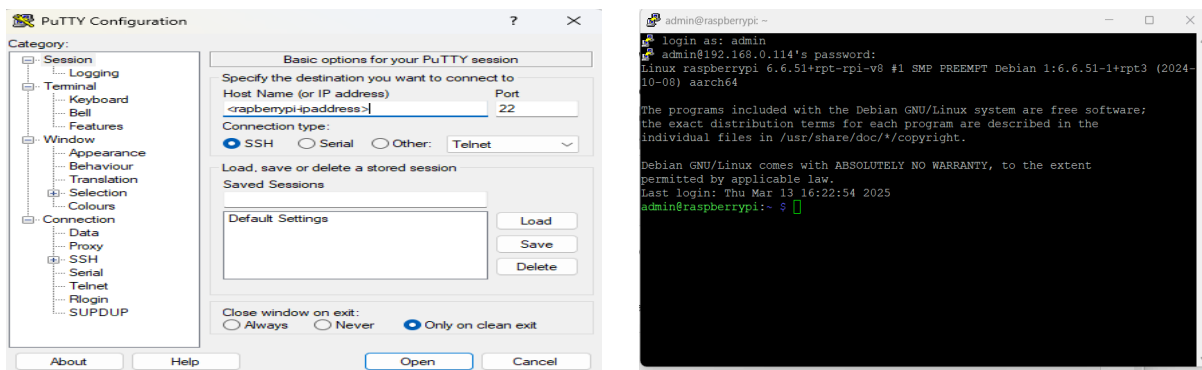 PuTTY Configuration
?
Category:
Session
Logging
Terminal
Keyboard
Bell
Features
Window
Appearance
Behaviour
Translation
Selection
Colours
Connection
Data
Proxy
SSH
Serial
Telnet
Rlogin
SUPDUP
Basic options for your PuTTY session
Specify the destination you want to connect to
Host Name (or IP address) Port
<rapberrypi-ipaddress> 22
Connection type:
SSH Serial Other: Telnet
Load, save or delete a stored session
Saved Sessions
Default Settings
Load
Save
Delete
Close window on exit:
Always Never Only on clean exit
About Help Open Cancel
admin@raspberrypi: ~
login as: admin
admin@192.168.0.114's password:
Linux raspberrypi 6.6.51+rpt-rpi-v8 #1 SMP PREEMPT Debian 1:6.6.51-1+rpt3 (2024-
10-08) aarch64
The programs included with the Debian GNU/Linux system are free software;
the exact distribution terms for each program are described in the
individual files in /usr/share/doc/*/copyright.
Debian GNU/Linux comes with ABSOLUTELY NO WARRANTY, to the extent
permitted by applicable law.
Last login: Thu Mar 13 16:22:54 2025
admin@raspberrypi:~ $